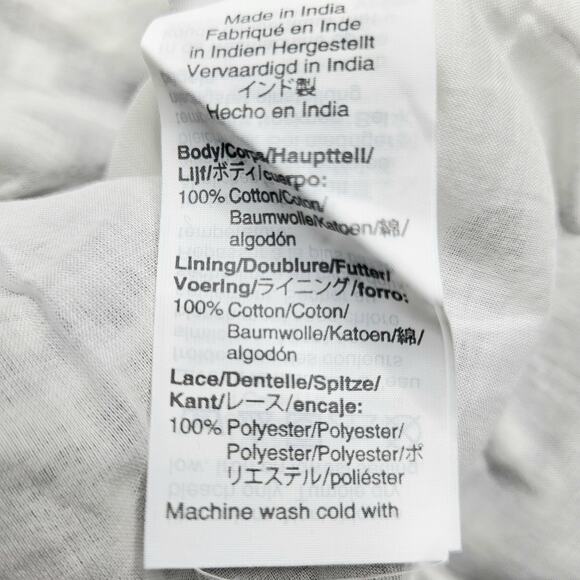 Made in India
Fabriqué en Inde
in Indien Hergestellt
Vervaardigd in India
インド製
Hecho en India
Body/Corps/Hauptteil/
Lijf/ボディ/cuerpo:
100% Cotton/Coton/
Baumwolle/Katoen/綿/
algodón
Lining/Doublure/Futter/
Voering/ライニング/forro:
100% Cotton/Coton/
Baumwolle/Katoen/綿/
algodón
Lace/Dentelle/Spitze/
Kant/レース/encaje:
100% Polyester/Polyester/
Polyester/Polyester/ポ
リエステル/poliéster
Machine wash cold with